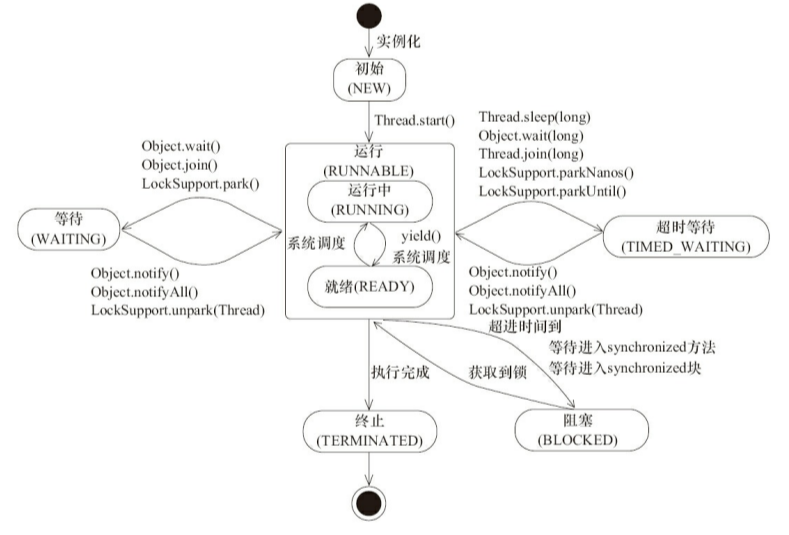 实例化
初始
(NEW)
Thread.start()
Object.wait()
Object.join()
LockSupport.park()
运行
(RUNNABLE)
运行中
(RUNNING)
系统调度
yield()
系统调度
就绪(READY)
Thread.sleep(long)
Object.wait(long)
Thread.join(long)
LockSupport.parkNanos()
LockSupport.parkUntil()
等待
(WAITING)
超时等待
(TIMED_WAITING)
Object.notify()
Object.notifyAll()
LockSupport.unpark(Thread)
Object.notify()
Object.notifyAll()
LockSupport.unpark(Thread)
超进时间到
等待进入synchronized方法
等待进入synchronized块
获取到锁
执行完成
终止
(TERMINATED)
阻塞
(BLOCKED)